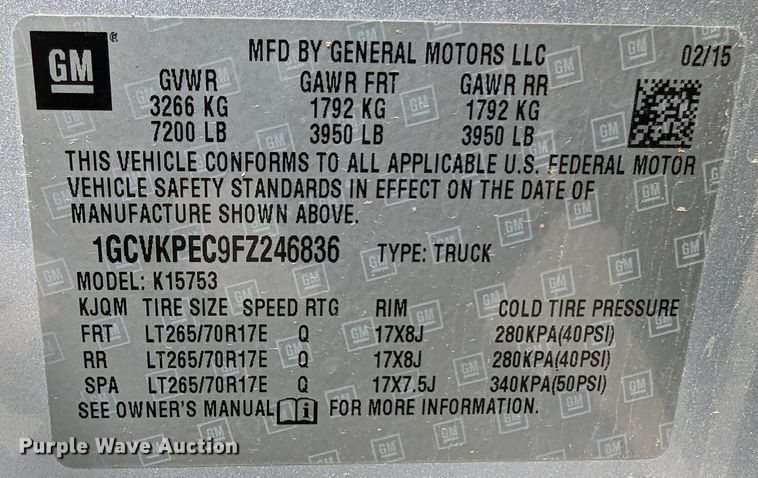 GM ® MFD BY GENERAL MOTORS LLC 02/15
GVWR GAWR FRT GAWR RR
3266 KG 1792 KG 1792 KG
7200 LB 3950 LB 3950 LB
THIS VEHICLE CONFORMS TO ALL APPLICABLE U.S. FEDERAL MOTOR
VEHICLE SAFETY STANDARDS IN EFFECT ON THE DATE OF
MANUFACTURE SHOWN ABOVE.
1GCVKPEC9FZ246836 TYPE: TRUCK
MODEL: K15753
KJQM TIRE SIZE SPEED RTG RIM COLD TIRE PRESSURE
FRT LT265/70R17E Q 17X8J 280KPA(40PSI)
RR LT265/70R17E Q 17X8J 280KPA(40PSI)
SPA LT265/70R17E Q 17X7.5J 340KPA(50PSI)
SEE OWNER'S MANUAL i FOR MORE INFORMATION.
Purple Wave Auction